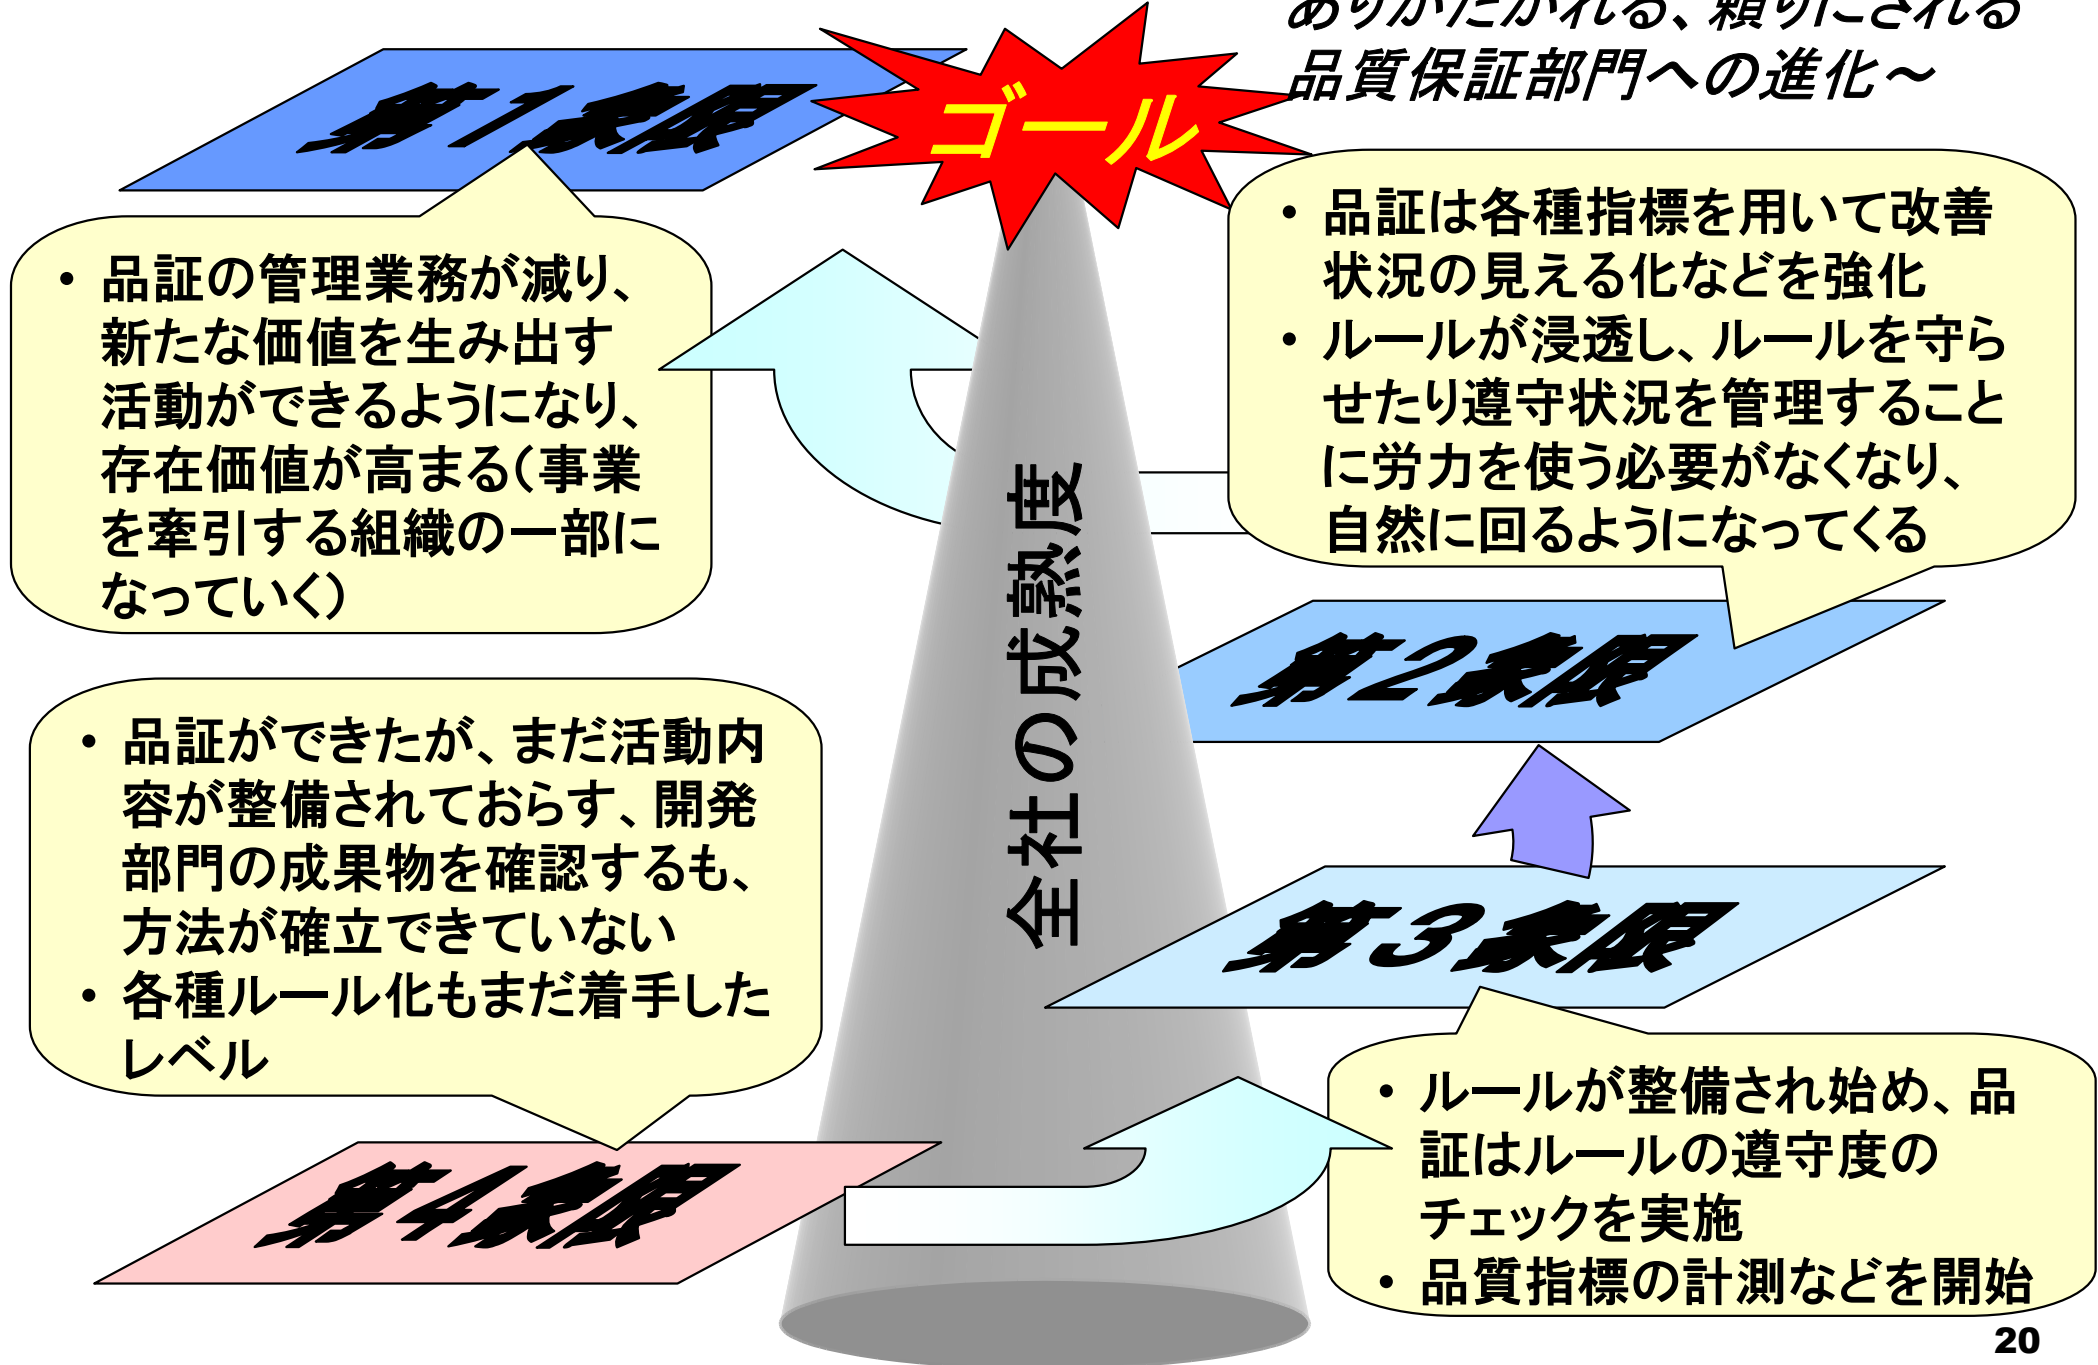 ありがたがれる、頼りにされる
品質保証部門への進化～
ゴール
第1象限
• 品証の管理業務が減り、
新たな価値を生み出す
活動ができるようになり、
存在価値が高まる(事業
を牽引する組織の一部に
なっていく)
• 品証は各種指標を用いて改善
状況の見える化などを強化
• ルールが浸透し、ルールを守ら
せたり遵守状況を管理すること
に労力を使う必要がなくなり、
自然に回るようになってくる
全社の成熟度
第2象限
• 品証ができたが、まだ活動内
容が整備されておらす、開発
部門の成果物を確認するも、
方法が確立できていない
• 各種ルール化もまだ着手した
レベル
第3象限
第4象限
• ルールが整備され始め、品
証はルールの遵守度の
チェックを実施
• 品質指標の計測などを開始
20